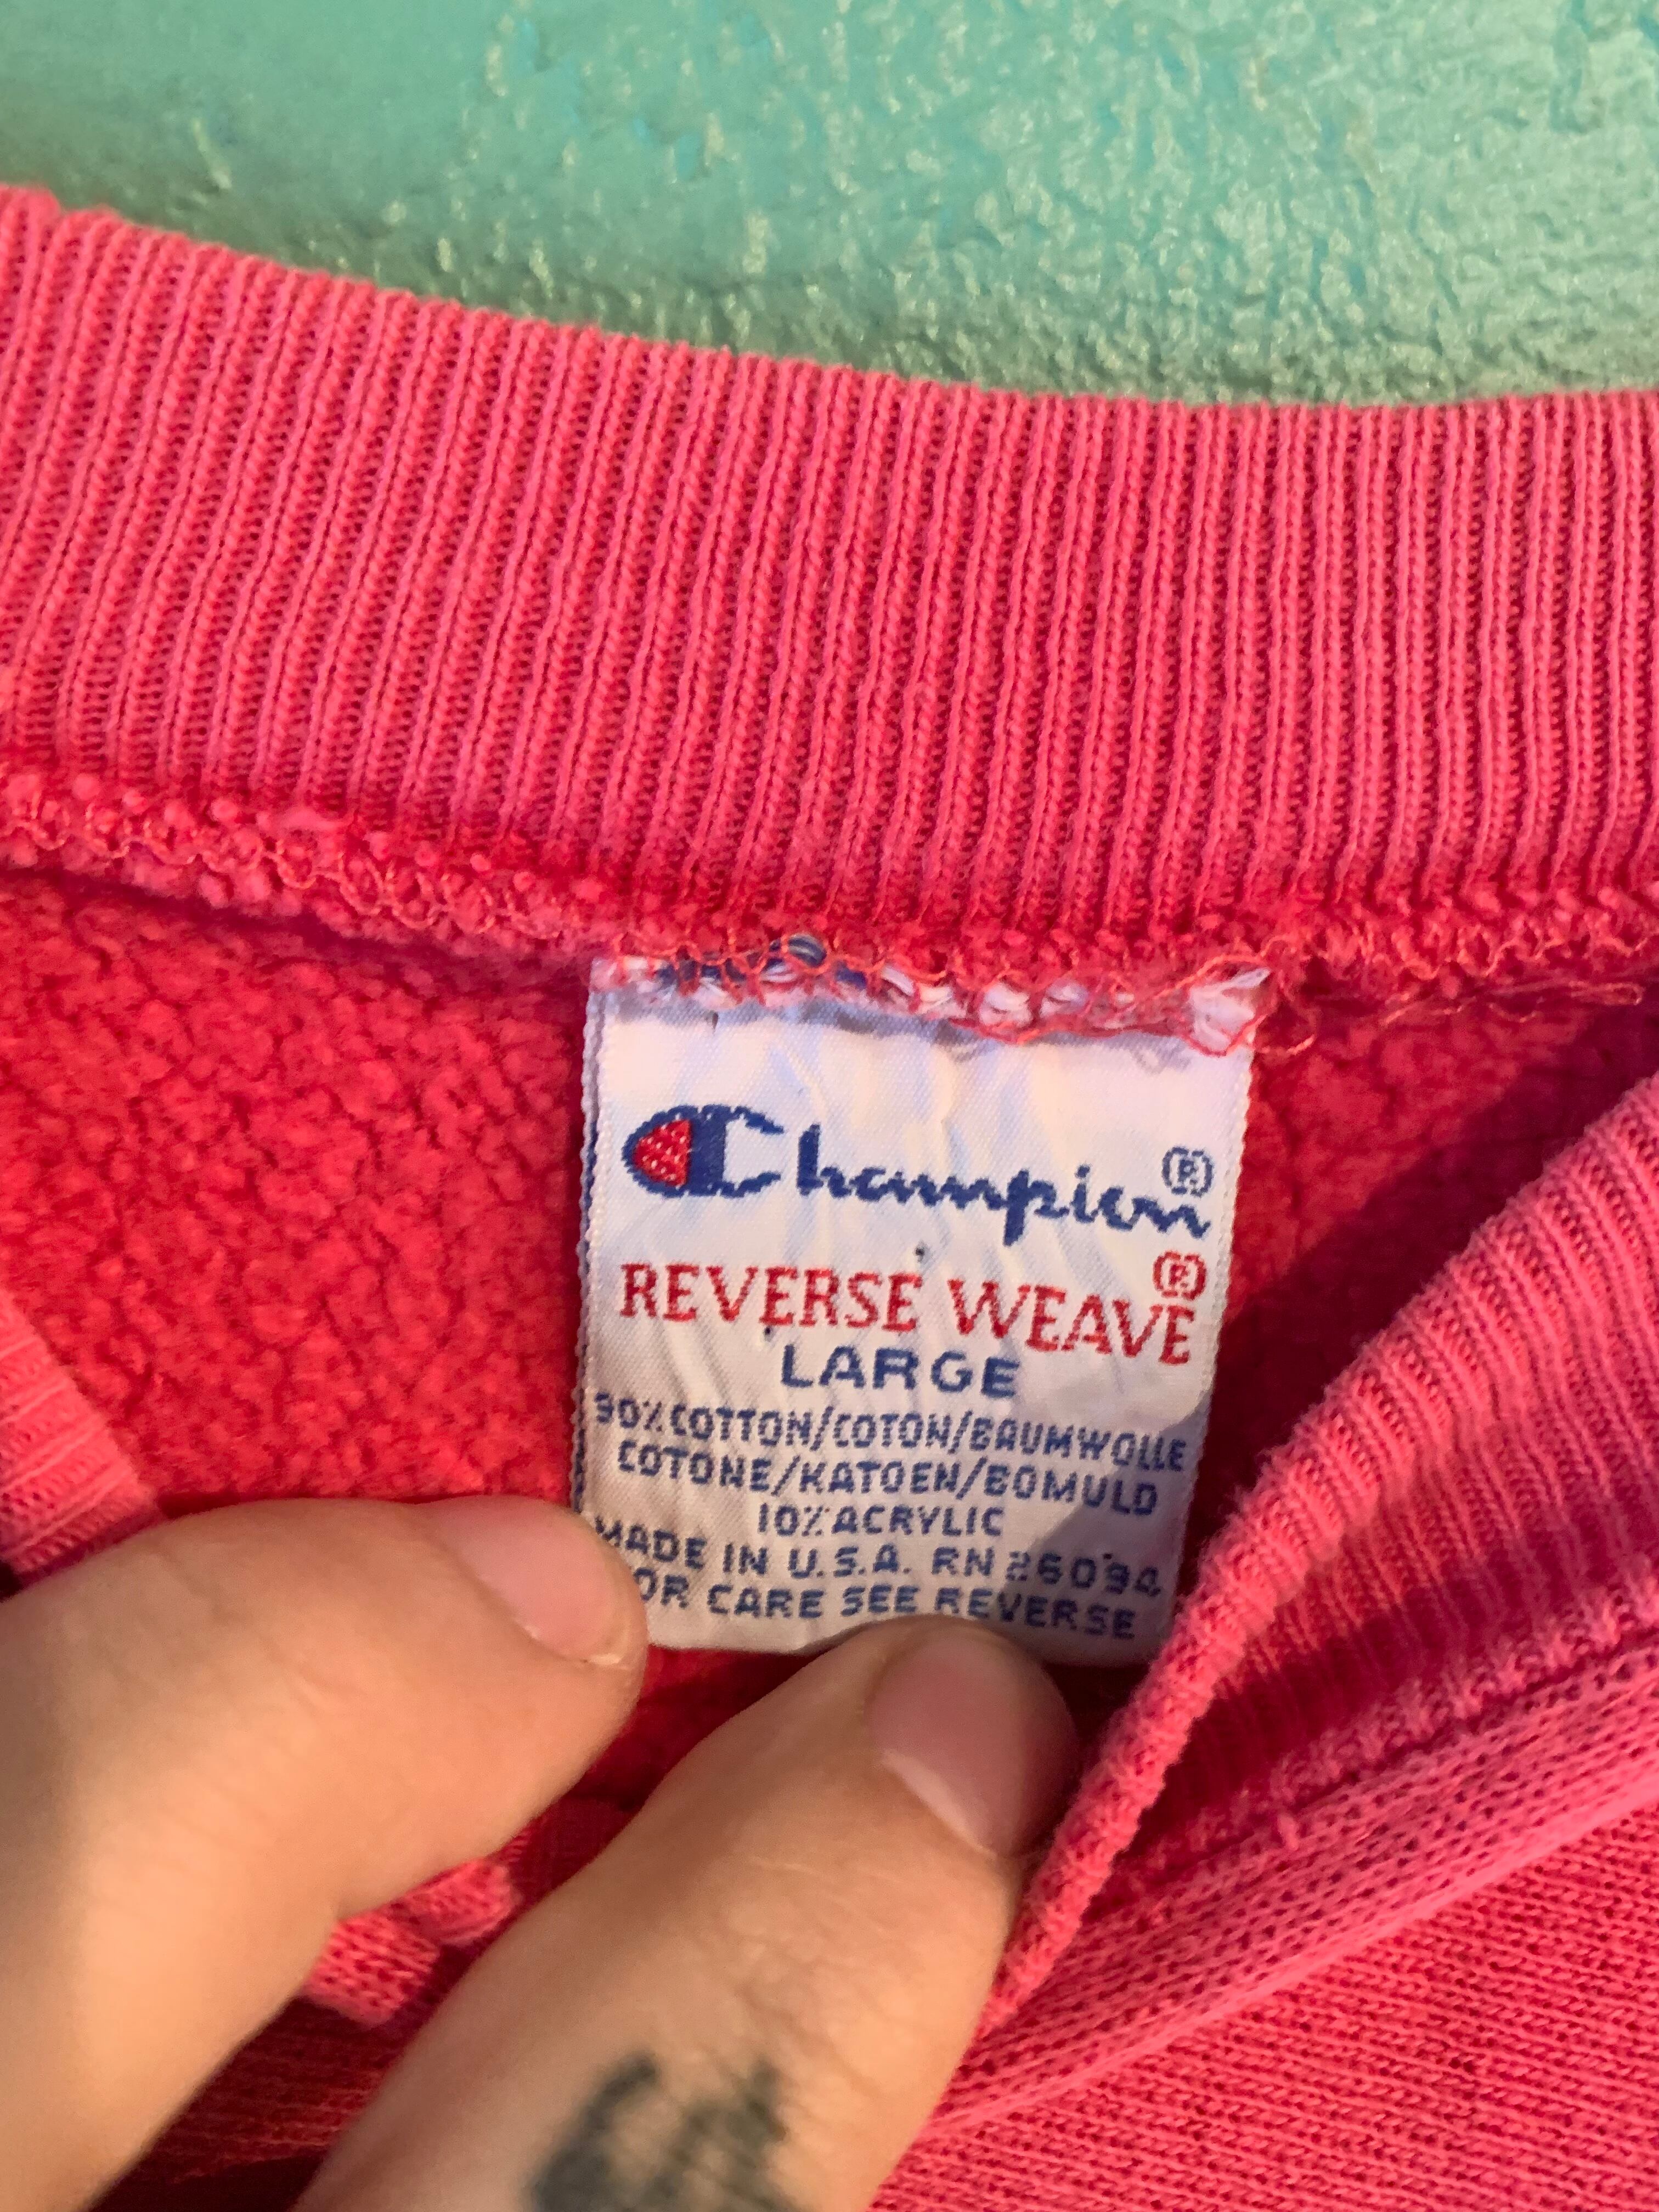 Champion®
REVERSE WEAVE®
LARGE
90% COTTON/COTON/BAUMWOLLE
COTONE/KATOEN/BOMULD
10% ACRYLIC
MADE IN U.S.A. RN 26094
OR CARE SEE REVERSE